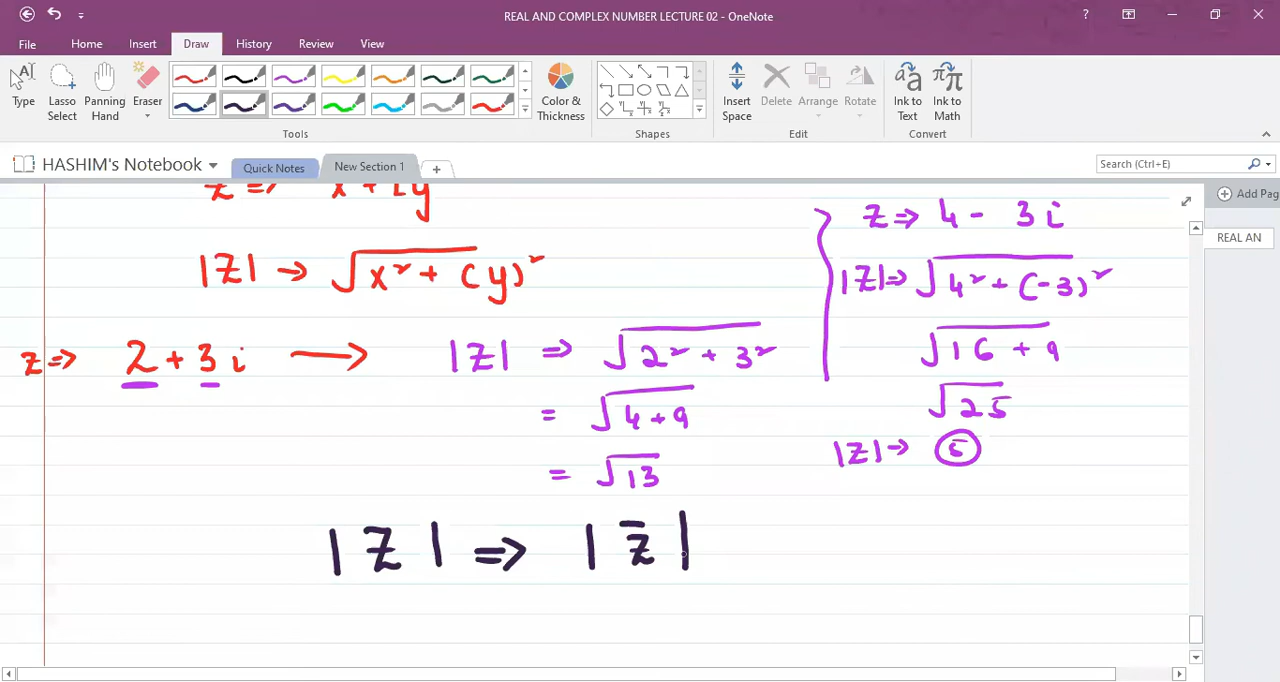 REAL AND COMPLEX NUMBER LECTURE 02 - OneNote
File Home Insert Draw History Review View
Type Lasso Select Panning Hand Eraser
Color & Thickness
Insert Space Delete Arrange Rotate
Ink to Text Ink to Math
Tools Shapes Edit Convert
HASHIM's Notebook Quick Notes New Section 1
Search (Ctrl+E)
Add Pag
REAL AN
z => x + iy
|Z| → √x² + (y)²
z => 2 + 3i → |Z| => √2² + 3²
= √4+9
= √13
z => 4 - 3i
|Z| => √4² + (-3)²
√16 + 9
√25
|Z| → 5
|Z| => |z̄|